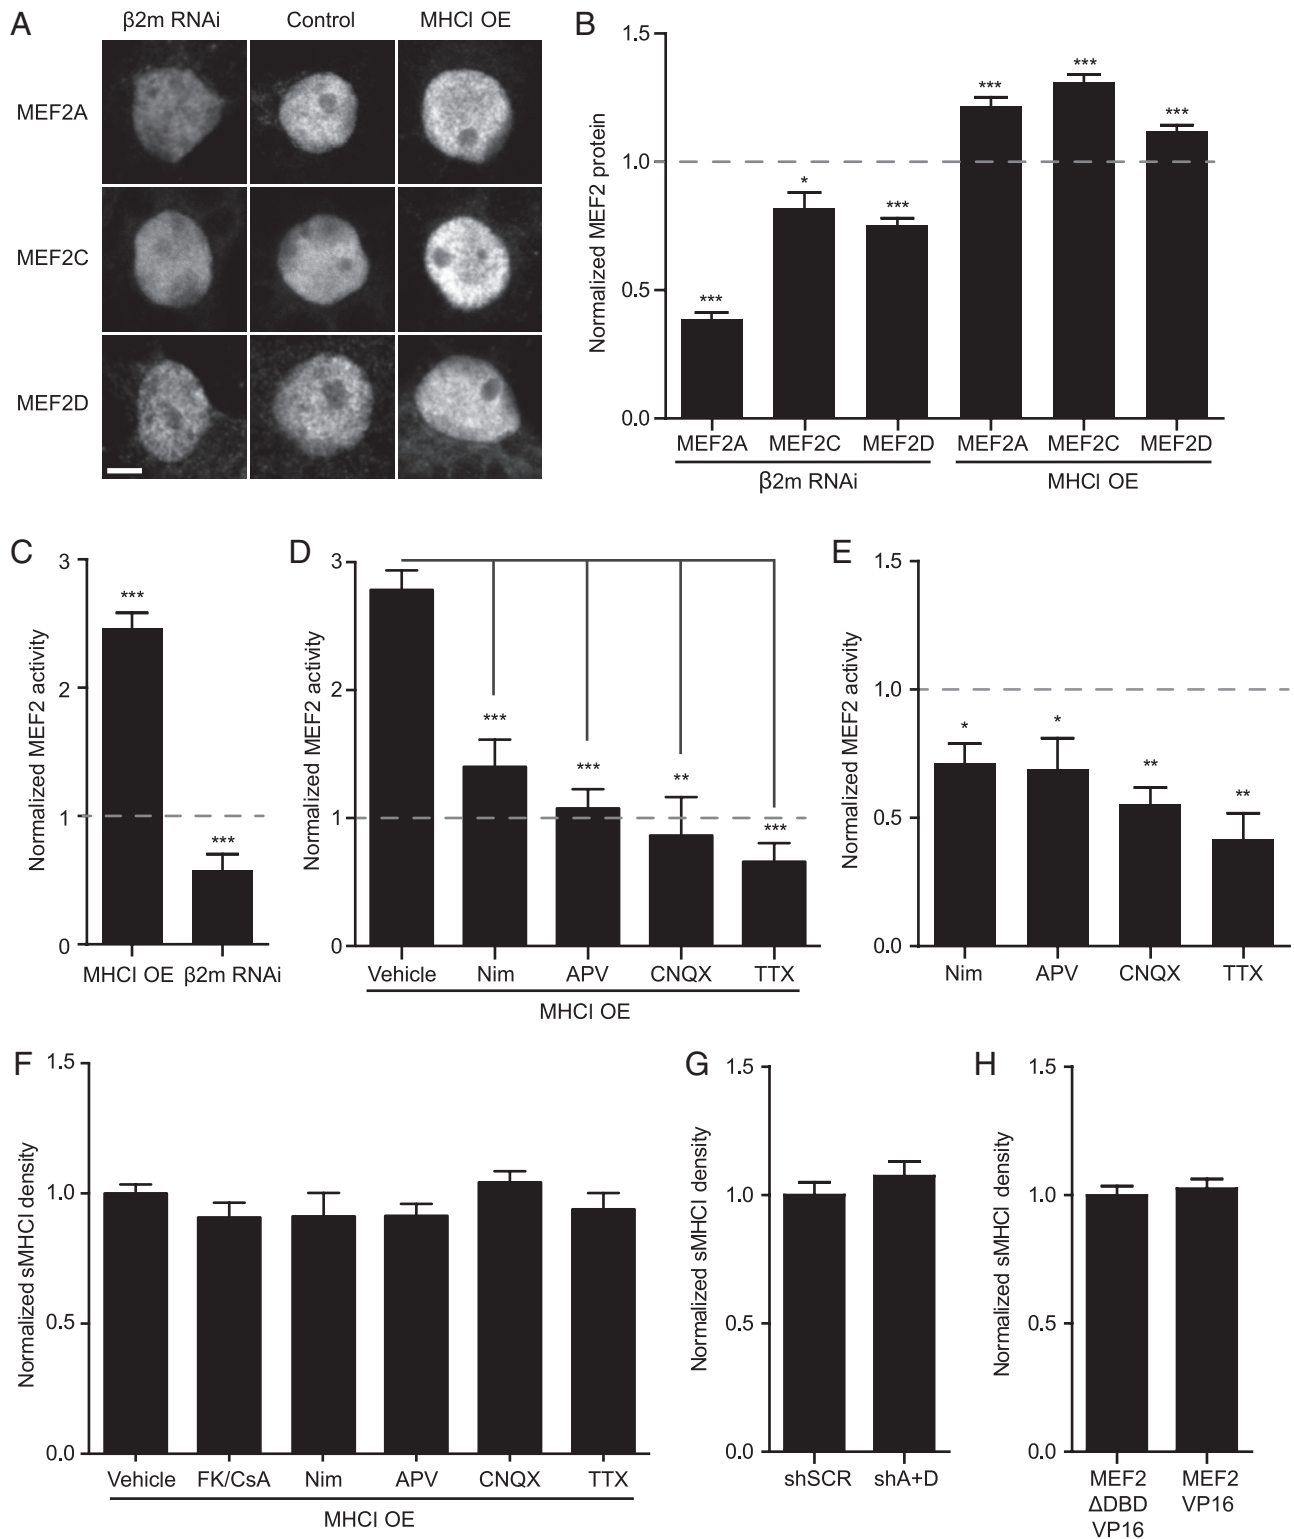 A
β2m RNAi Control MHCI OE
MEF2A
MEF2C
MEF2D
B
Normalized MEF2 protein
1.5
1.0
0.5
0.0
*** * *** *** *** ***
MEF2A MEF2C MEF2D MEF2A MEF2C MEF2D
β2m RNAi MHCI OE
C
Normalized MEF2 activity
3
2
1
0
*** ***
MHCI OE β2m RNAi
D
Normalized MEF2 activity
3
2
1
0
*** *** ** ***
Vehicle Nim APV CNQX TTX
MHCI OE
E
Normalized MEF2 activity
1.5
1.0
0.5
0.0
* * ** **
Nim APV CNQX TTX
F
Normalized sMHCI density
1.5
1.0
0.5
0.0
Vehicle FK/CsA Nim APV CNQX TTX
MHCI OE
G
Normalized sMHCI density
1.5
1.0
0.5
0.0
shSCR shA+D
H
Normalized sMHCI density
1.5
1.0
0.5
0.0
MEF2 MEF2
ΔDBD VP16
VP16